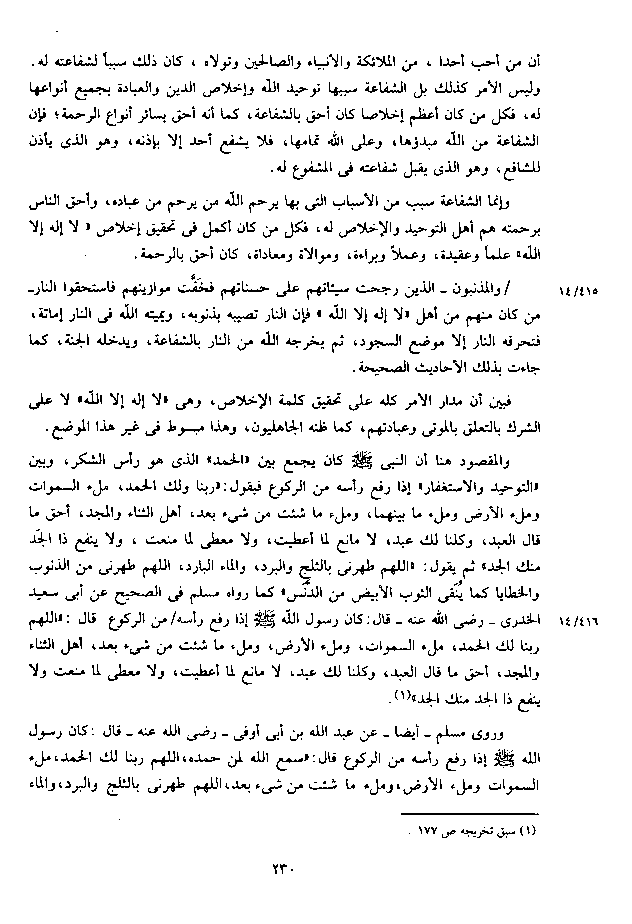 أن من أحب أحدا ، من الملائكة والأنبياء والصالحين وتولاه ، كان ذلك سبباً لشفاعته له.
وليس الأمر كذلك بل الشفاعة سببها توحيد الله وإخلاص الدين والعبادة بجميع أنواعها
له، فكل من كان أعظم إخلاصا كان أحق بالشفاعة، كما أنه أحق بسائر أنواع الرحمة؛ فإن
الشفاعة من الله مبدؤها، وعلى الله تمامها، فلا يشفع أحد إلا بإذنه، وهو الذى يأذن
للشافع، وهو الذى يقبل شفاعته فى المشفوع له.
وإنما الشفاعة سبب من الأسباب التى بها يرحم الله من يرحم من عباده، وأحق الناس
برحمته هم أهل التوحيد والإخلاص له، فكل من كان أكمل فى تحقيق إخلاص « لا إله إلا
الله» علماً وعقيدة، وعملاً وبراءة، وموالاة ومعاداة، كان أحق بالرحمة.
١٤/٤١٥ / والمذنبون ـ الذين رجحت سيئاتهم على حسناتهم فخَفَّت موازينهم فاستحقوا النارـ
من كان منهم من أهل «لا إله إلا الله » فإن النار تصيبه بذنوبه، ويميته الله فى النار إماتة،
فتحرقه النار إلا موضع السجود، ثم يخرجه الله من النار بالشفاعة، ويدخله الجنة، كما
جاءت بذلك الأحاديث الصحيحة.
فبين أن مدار الأمر كله على تحقيق كلمة الإخلاص، وهى «لا إله إلا الله» لا على
الشرك بالتعلق بالموتى وعبادتهم، كما ظنه الجاهليون، وهذا مبسوط فى غير هذا الموضع.
والمقصود هنا أن النبى ﷺ كان يجمع بين «الحمد» الذى هو رأس الشكر، وبين
«التوحيد والاستغفار» إذا رفع رأسه من الركوع فيقول:«ربنا ولك الحمد، ملء السموات
وملء الأرض وملء ما بينهما، وملء ما شئت من شىء بعد، أهل الثناء والمجد، أحق ما
قال العبد، وكلنا لك عبد، لا مانع لما أعطيت، ولا معطى لما منعت ، ولا ينفع ذا الجد
منك الجد» ثم يقول: «اللهم طهرنى بالثلج والبرد، والماء البارد، اللهم طهرنى من الذنوب
والخطايا كما يُنَقى الثوب الأبيض من الدَّنَس» كما رواه مسلم فى الصحيح عن أبى سعيد
١٤/٤١٦ الخدرى ـ رضى الله عنه ـ قال:كان رسول الله ﷺ إذا رفع رأسه/ من الركوع قال :«اللهم
ربنا لك الحمد، ملء السموات، وملء الأرض، وملء ما شئت من شىء بعد، أهل الثناء
والمجد، أحق ما قال العبد، وكلنا لك عبد، لا مانع لما أعطيت، ولا معطى لما منعت ولا
ينفع ذا الجد منك الجد»(١).
وروى مسلم ـ أيضا ـ عن عبد الله بن أبى أوفى ـ رضى الله عنه ـ قال :كان رسول
الله ﷺ إذا رفع رأسه من الركوع قال:«سمع الله لمن حمده،اللهم ربنا لك الحمد،ملء
السموات وملء الأرض،وملء ما شئت من شىء بعد،اللهم طهرنى بالثلج والبرد،والماء
(١) سبق تخريجه ص ١٧٧ .
٢٣٠